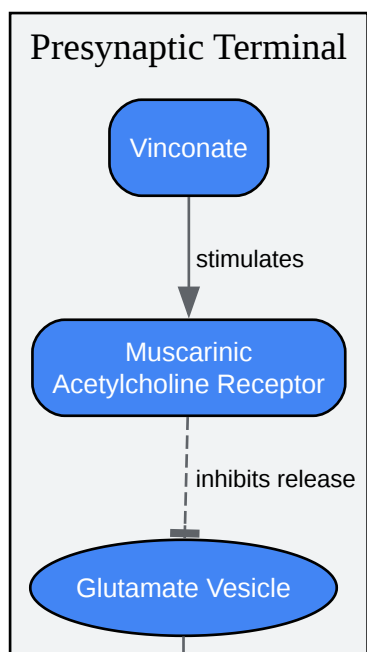 Presynaptic Terminal
Vinconate
stimulates
Muscarinic
Acetylcholine Receptor
inhibits release
Glutamate Vesicle